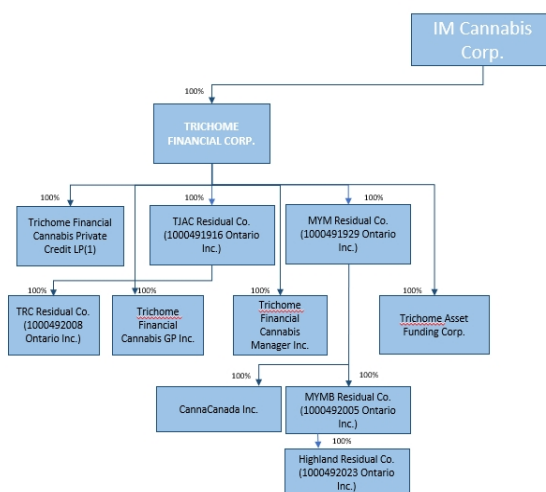 IM Cannabis
Corp.
100%
TRICHOME
FINANCIAL CORP.
100%
100%
100%
Trichome Financial
Cannabis Private
Credit LP(1)
TJAC Residual Co.
(1000491916 Ontario
Inc.)
MYM Residual Co.
(1000491929 Ontario
Inc.)
100%
100%
100%
100%
TRC Residual Co.
(1000492008
Ontario Inc.)
Trichome
Financial
Cannabis GP Inc.
Trichome
Financial
Cannabis
Manager Inc.
Trichome Asset
Funding Corp.
100%
100%
CannaCanada Inc.
MYMB Residual Co.
(1000492005 Ontario
Inc.)
100%
Highland Residual Co.
(1000492023 Ontario
Inc.)